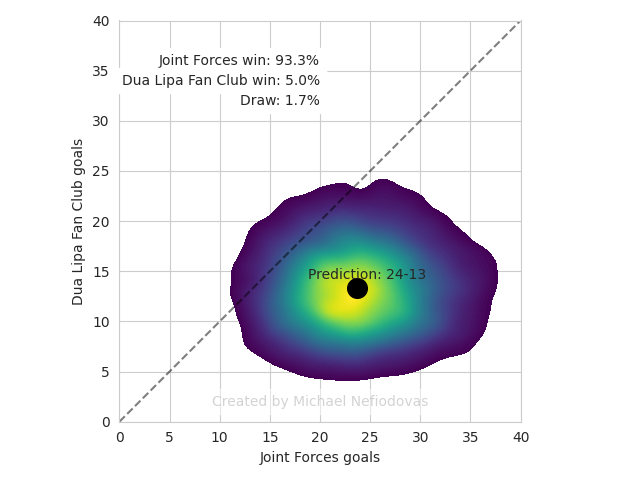 40
35
30
25
20
15
10
5
0
Dua Lipa Fan Club goals
Joint Forces win: 93.3%
Dua Lipa Fan Club win: 5.0%
Draw: 1.7%
Prediction: 24-13
Created by Michael Nefiodovas
0 5 10 15 20 25 30 35 40
Joint Forces goals